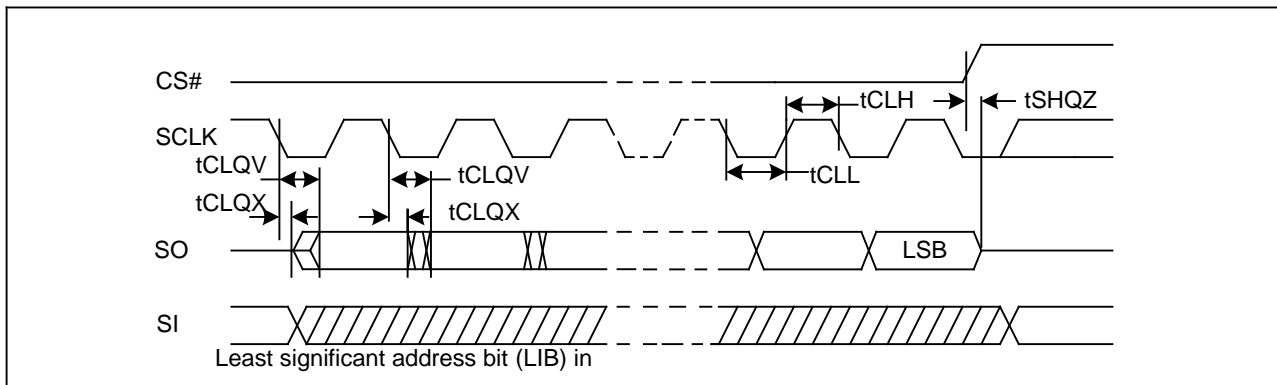 CS#
tCLH
tSHQZ
SCLK
tCLQV
tCLQV
tCLL
tCLQX
tCLQX
SO
LSB
SI
Least significant address bit (LIB) in